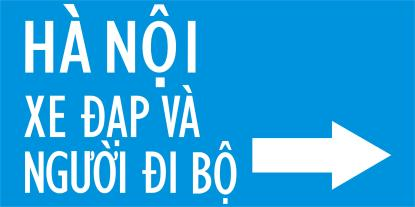 HÀ NỘI
XE ĐẠP VÀ
NGƯỜI ĐI BỘ